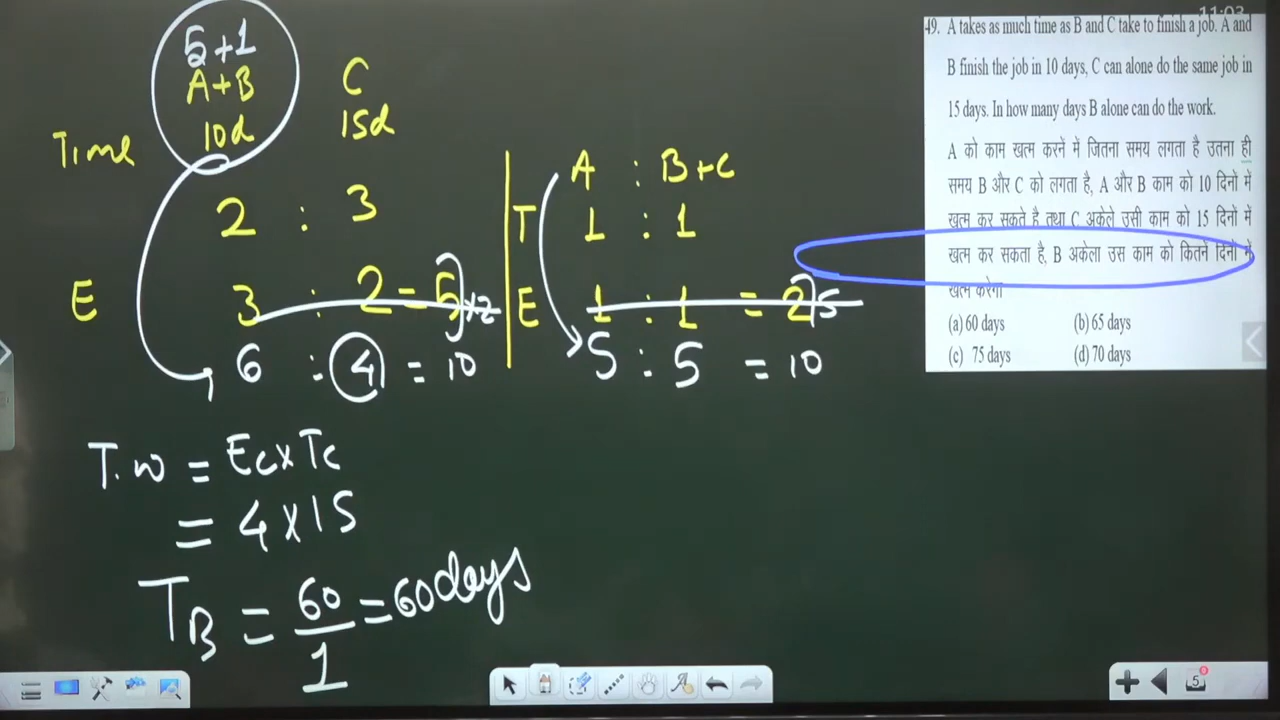 11:03
5+1
A+B C
Time 10d 15d
2 : 3
E 3 : 2 = 5 ×2
6 : 4 = 10
A : B+C
T 1 : 1
E 1 : 1 = 2 5
5 : 5 = 10
T.W = Ec×Tc
= 4×15
TB = 60/1 = 60days
49. A takes as much time as B and C take to finish a job. A and
B finish the job in 10 days, C can alone do the same job in
15 days. In how many days B alone can do the work.
A को काम खत्म करनें में जितना समय लगता है उतना ही
समय B और C को लगता है, A और B काम को 10 दिनों में
खत्म कर सकते है तथा C अकेले उसी काम को 15 दिनों में
खत्म कर सकता है, B अकेला उस काम को कितने दिनों में
खत्म करेगा
(a) 60 days (b) 65 days
(c) 75 days (d) 70 days
5